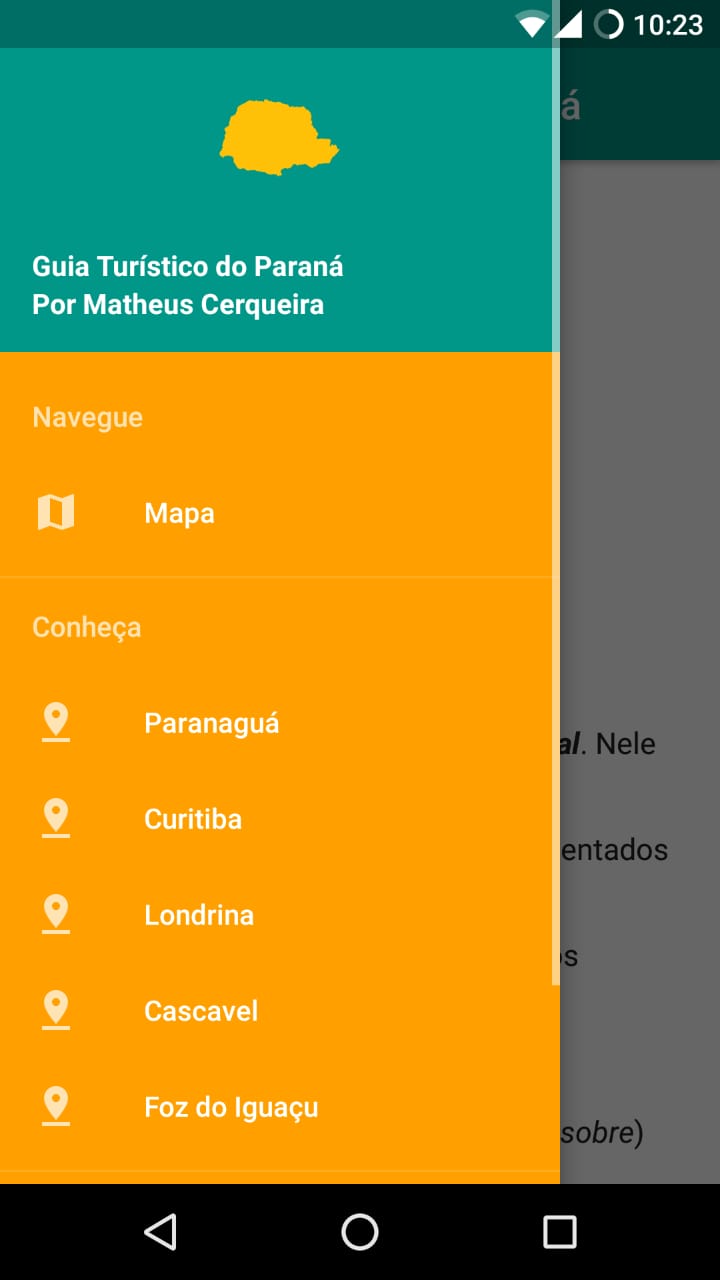 10:23
á
Guia Turístico do Paraná
Por Matheus Cerqueira
Navegue
Mapa
Conheça
Paranaguá
Curitiba
Londrina
Cascavel
Foz do Iguaçu
al. Nele
entados
os
sobre)